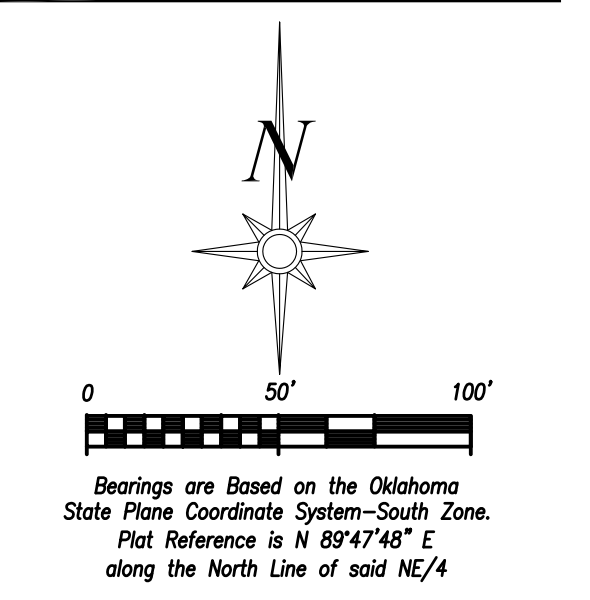 N
0 50' 100'
Bearings are Based on the Oklahoma
State Plane Coordinate System-South Zone.
Plat Reference is N 89°47'48" E
along the North Line of said NE/4